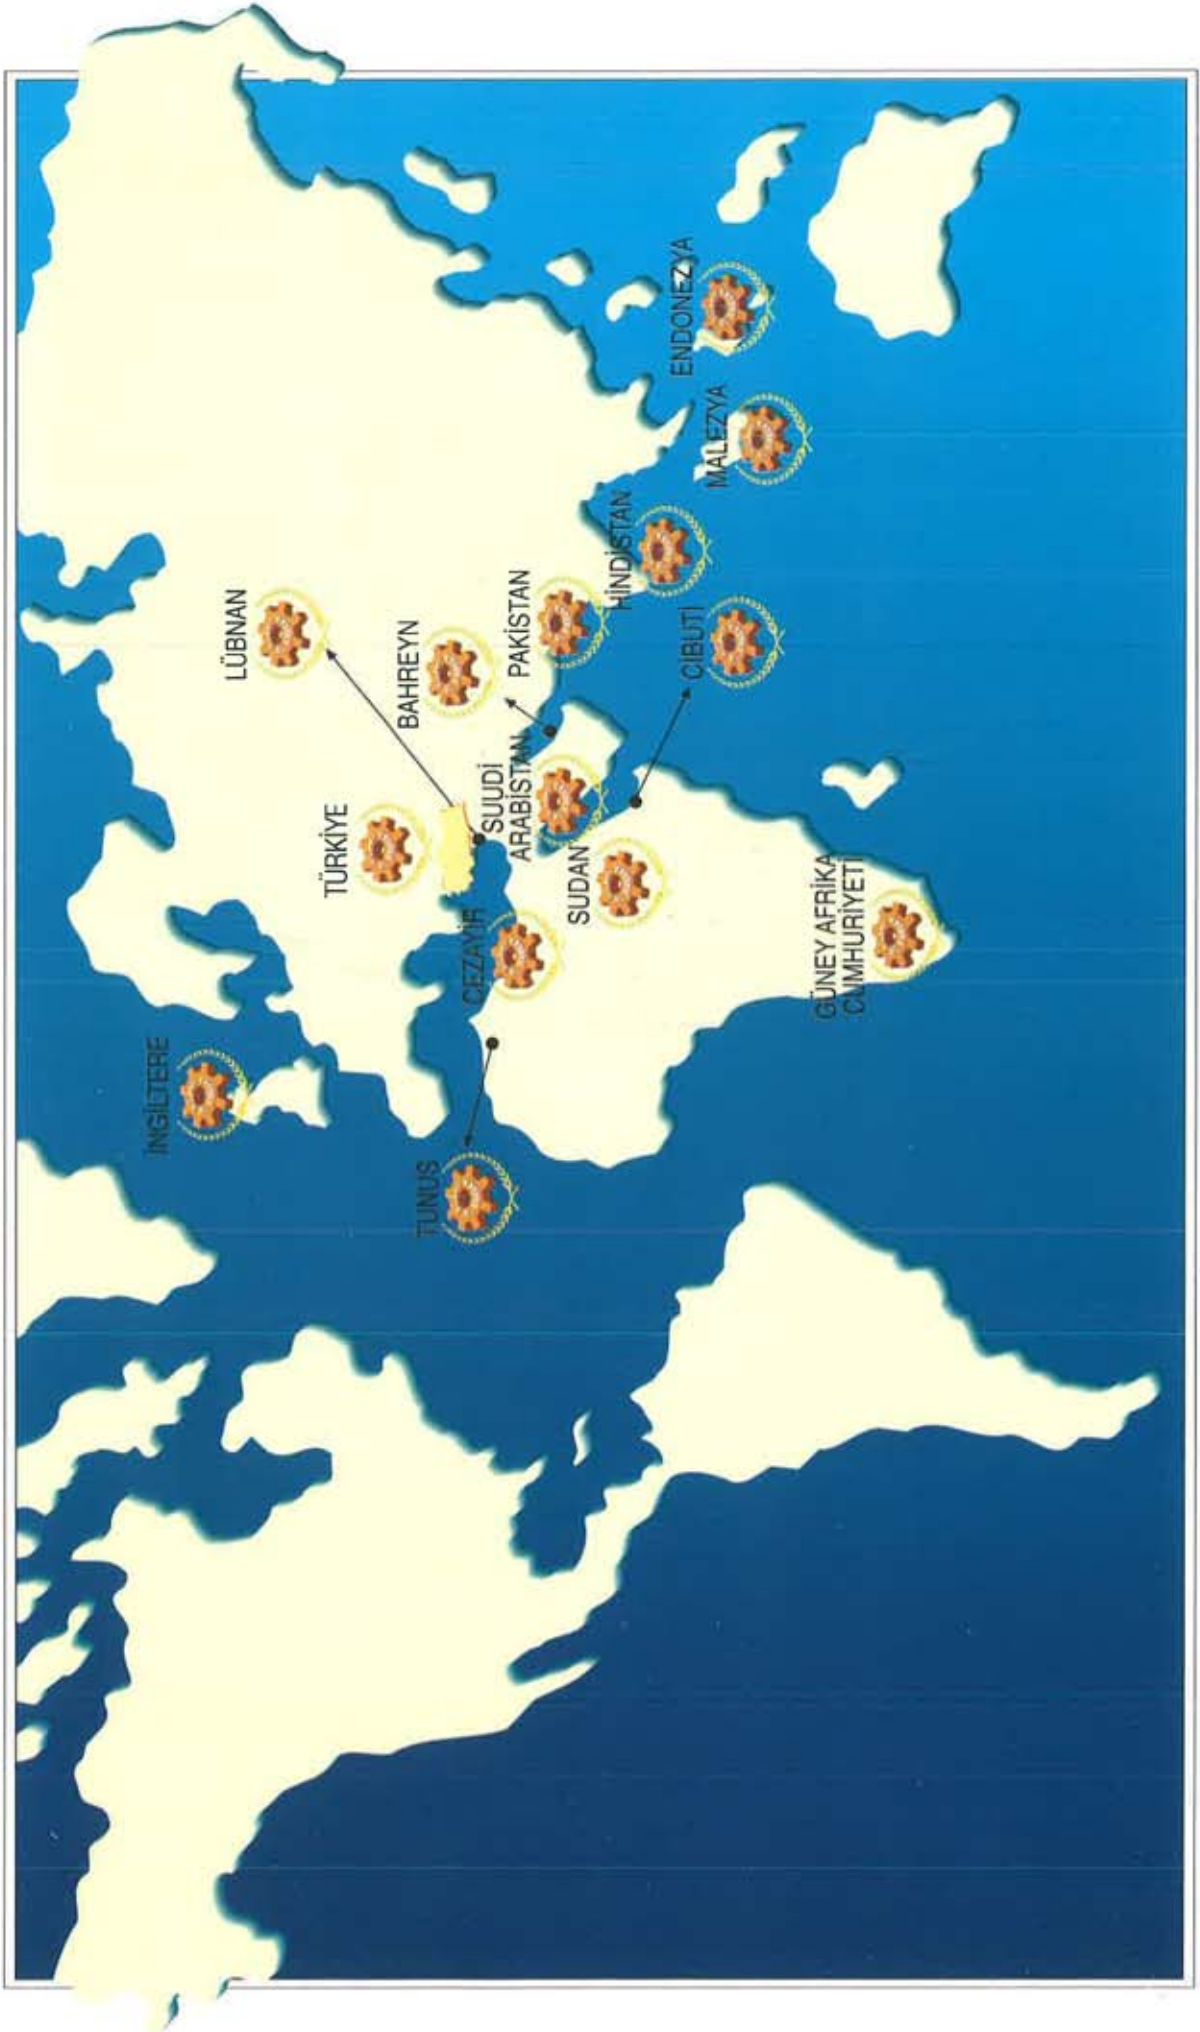 İNGİLTERE
LÜBNAN
TÜRKİYE
BAHREYN
TUNUS
CEZAYİR
SUUDİ
ARABİSTAN
PAKİSTAN
SUDAN
HİNDİSTAN
ENDONEZYA
CİBUTİ
MALEZYA
GÜNEY AFRİKA
CUMHURİYETİ